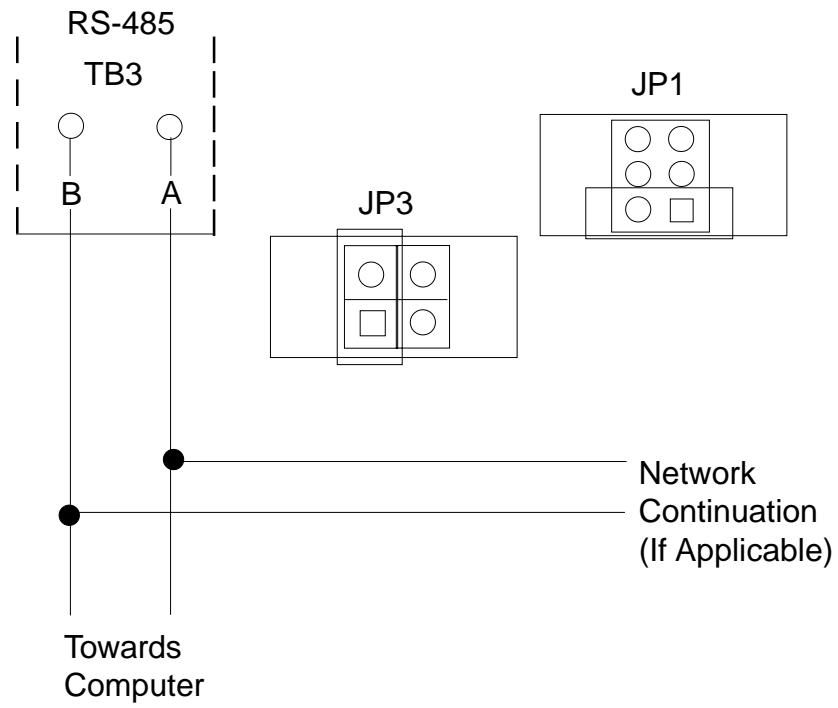 RS-485
TB3
JP1
B
A
JP3
Network
Continuation
(If Applicable)
Towards
Computer